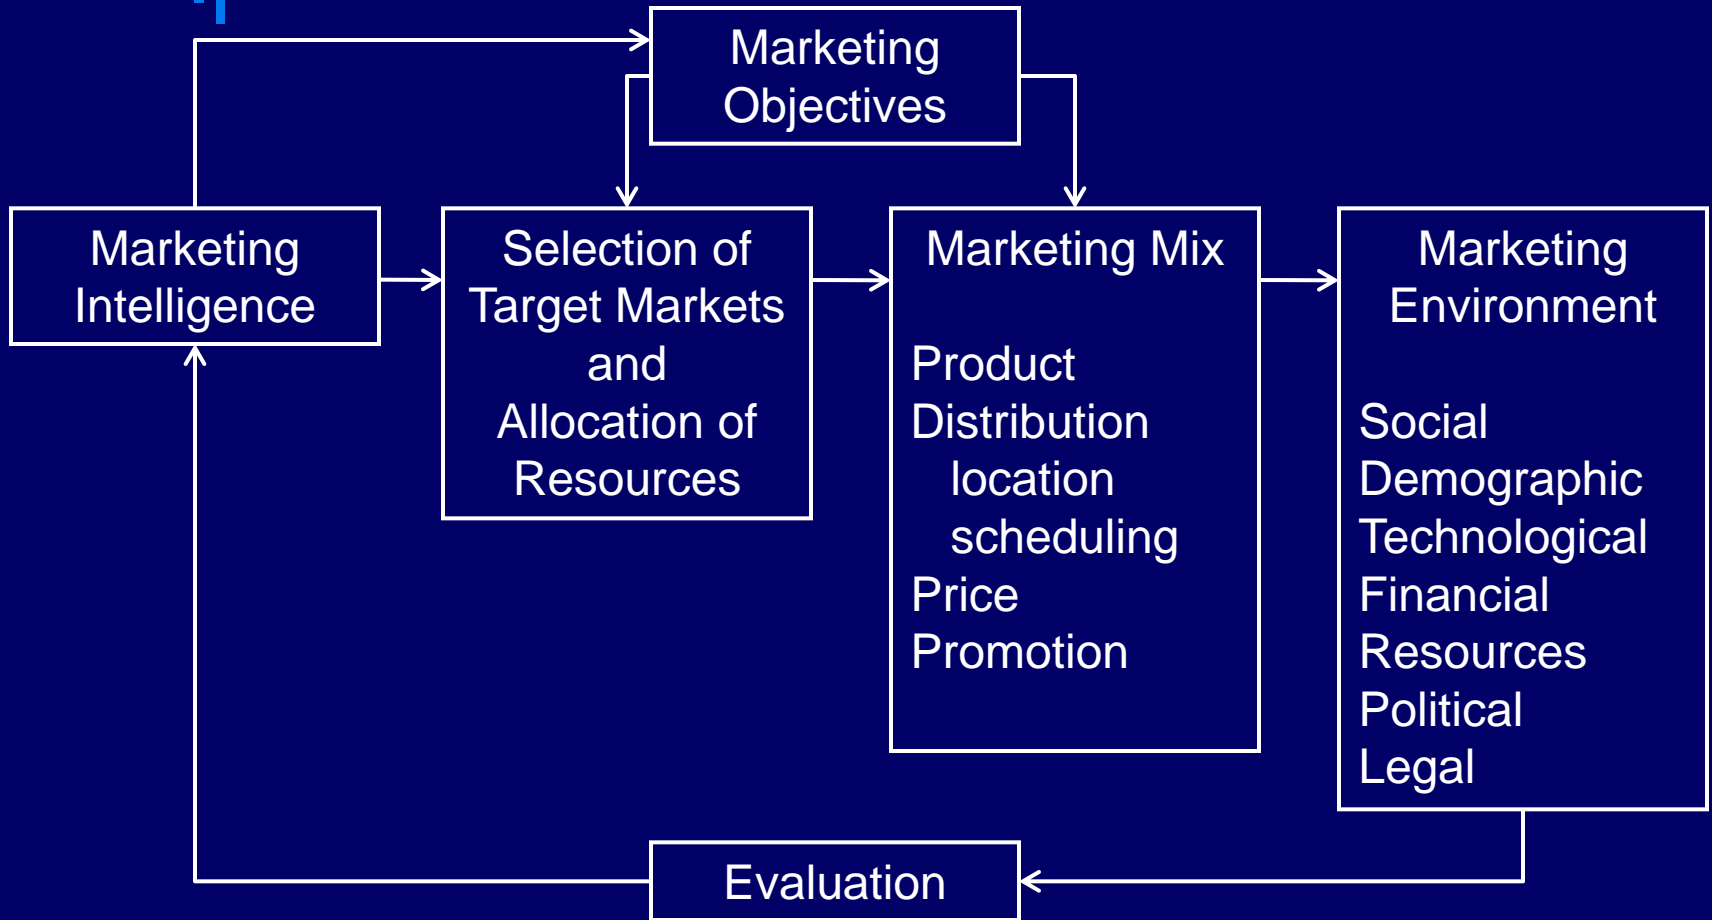 Marketing
Objectives
Marketing
Intelligence
Selection of
Target Markets
and
Allocation of
Resources
Marketing Mix
Product
Distribution
location
scheduling
Price
Promotion
Marketing
Environment
Social
Demographic
Technological
Financial
Resources
Political
Legal
Evaluation